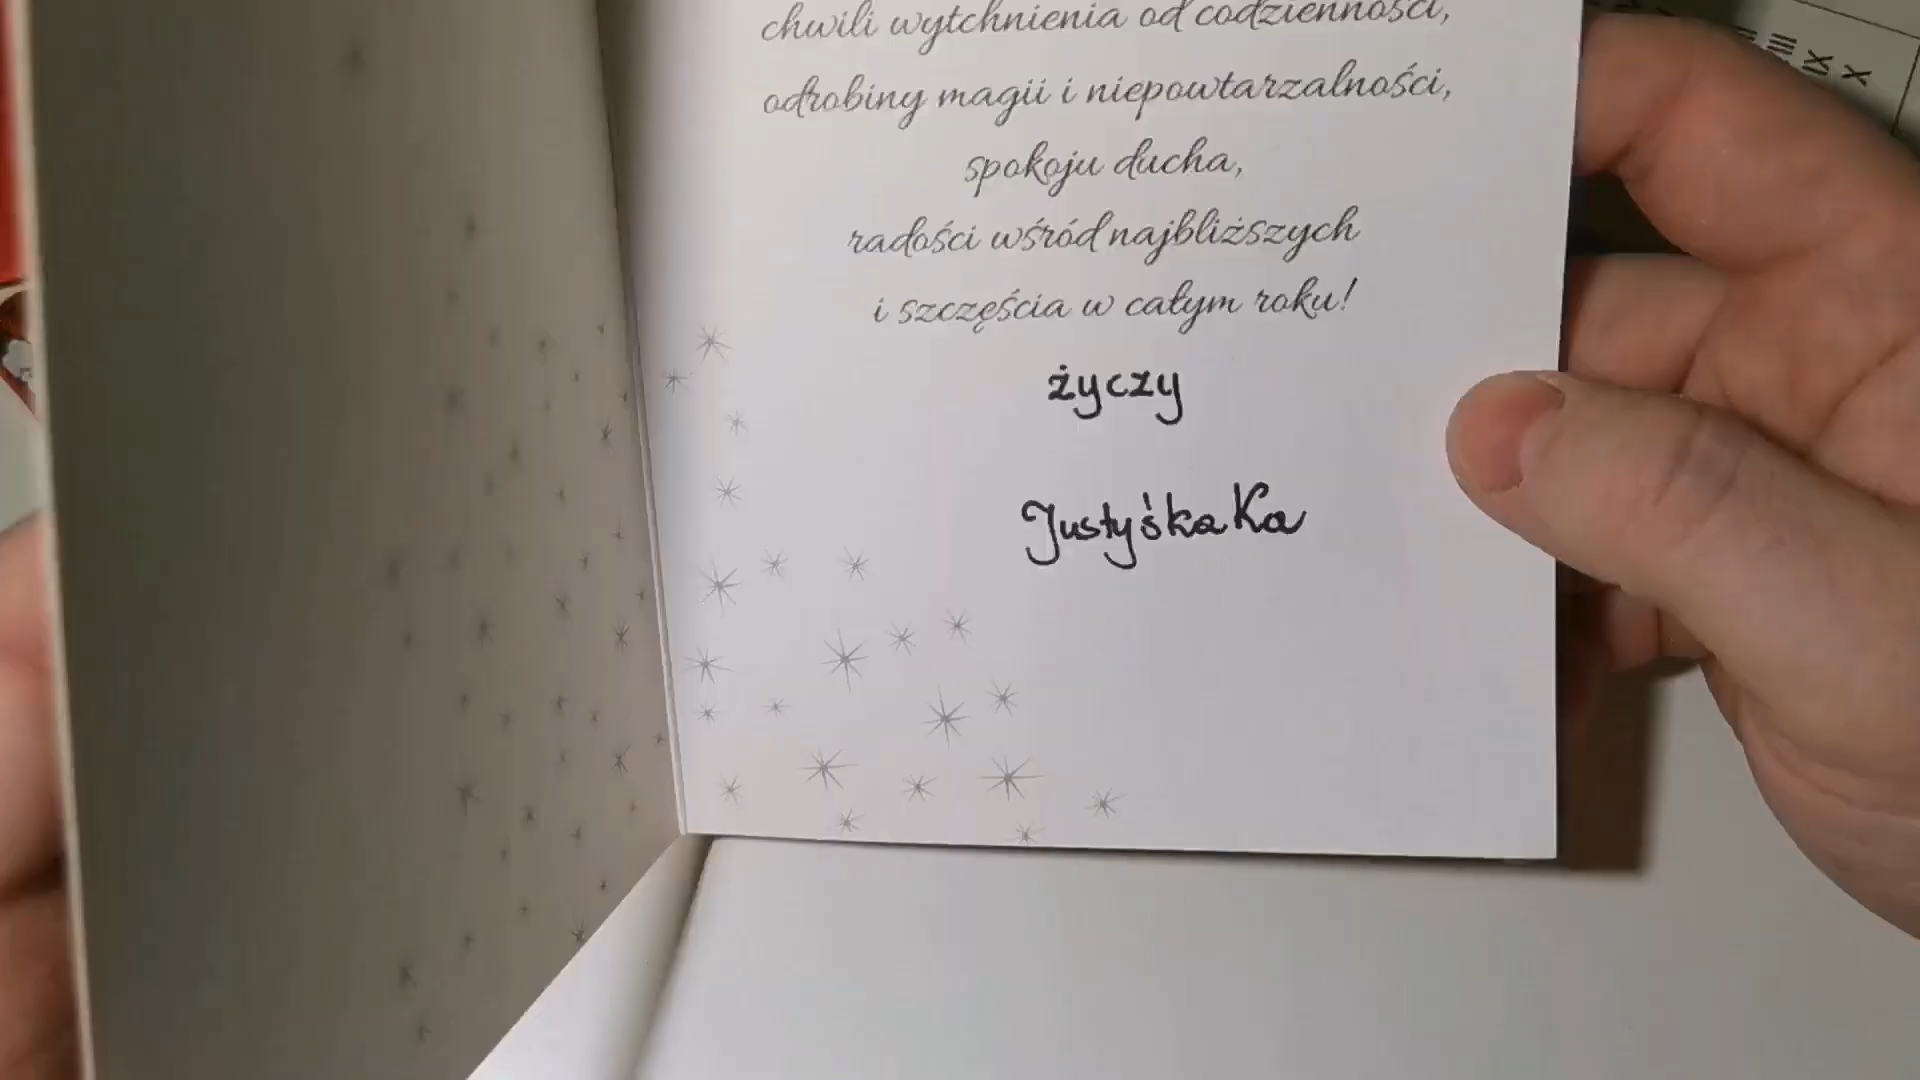 chwili wytchnienia od codzienności,
odrobiny magii i niepowtarzalności,
spokoju ducha,
radości wśród najbliższych
i szczęścia w całym roku!
życzy
JustyśkaKa
X